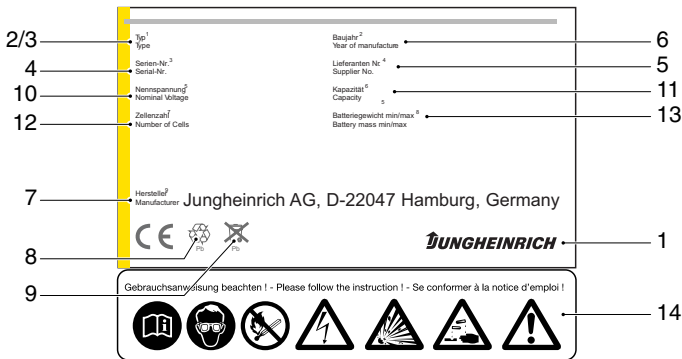 2/3 Typ1 Baujahr2 6
Type Year of manufacture
4 Serien-Nr.3 Lieferanten Nr.4 5
Serial-Nr. Supplier No.
10 Nennspannung5 Kapazität6 11
Nominal Voltage Capacity
5
12 Zellenzahl7 Batteriegewicht min/max8 13
Number of Cells Battery mass min/max
7 Hersteller9 Jungheinrich AG, D-22047 Hamburg, Germany
Manufacturer
CE
Pb Pb
8
9
JUNGHEINRICH 1
Gebrauchsanweisung beachten ! - Please follow the instruction ! - Se conformer à la notice d'emploi !
14